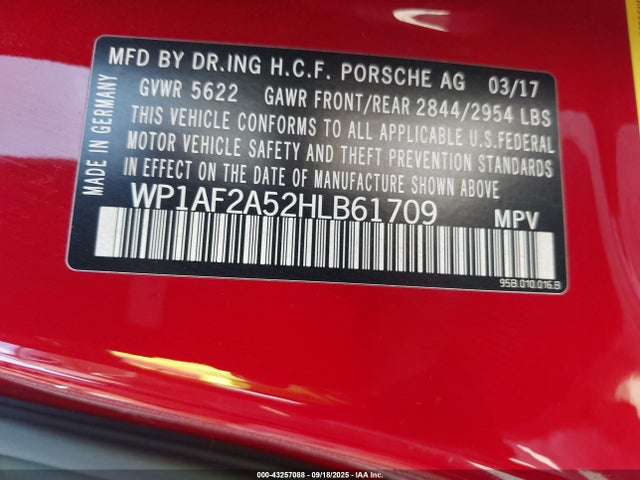 MFD BY DR.ING H.C.F. PORSCHE AG 03/17
GVWR 5622 GAWR FRONT/REAR 2844/2954 LBS
THIS VEHICLE CONFORMS TO ALL APPLICABLE U.S.FEDERAL
MOTOR VEHICLE SAFETY AND THEFT PREVENTION STANDARDS
IN EFFECT ON THE DATE OF MANUFACTURE SHOWN ABOVE
WP1AF2A52HLB61709 MPV
95B.010.016.B
MADE IN GERMANY
000-43257088 - 09/18/2025 - IAA Inc.